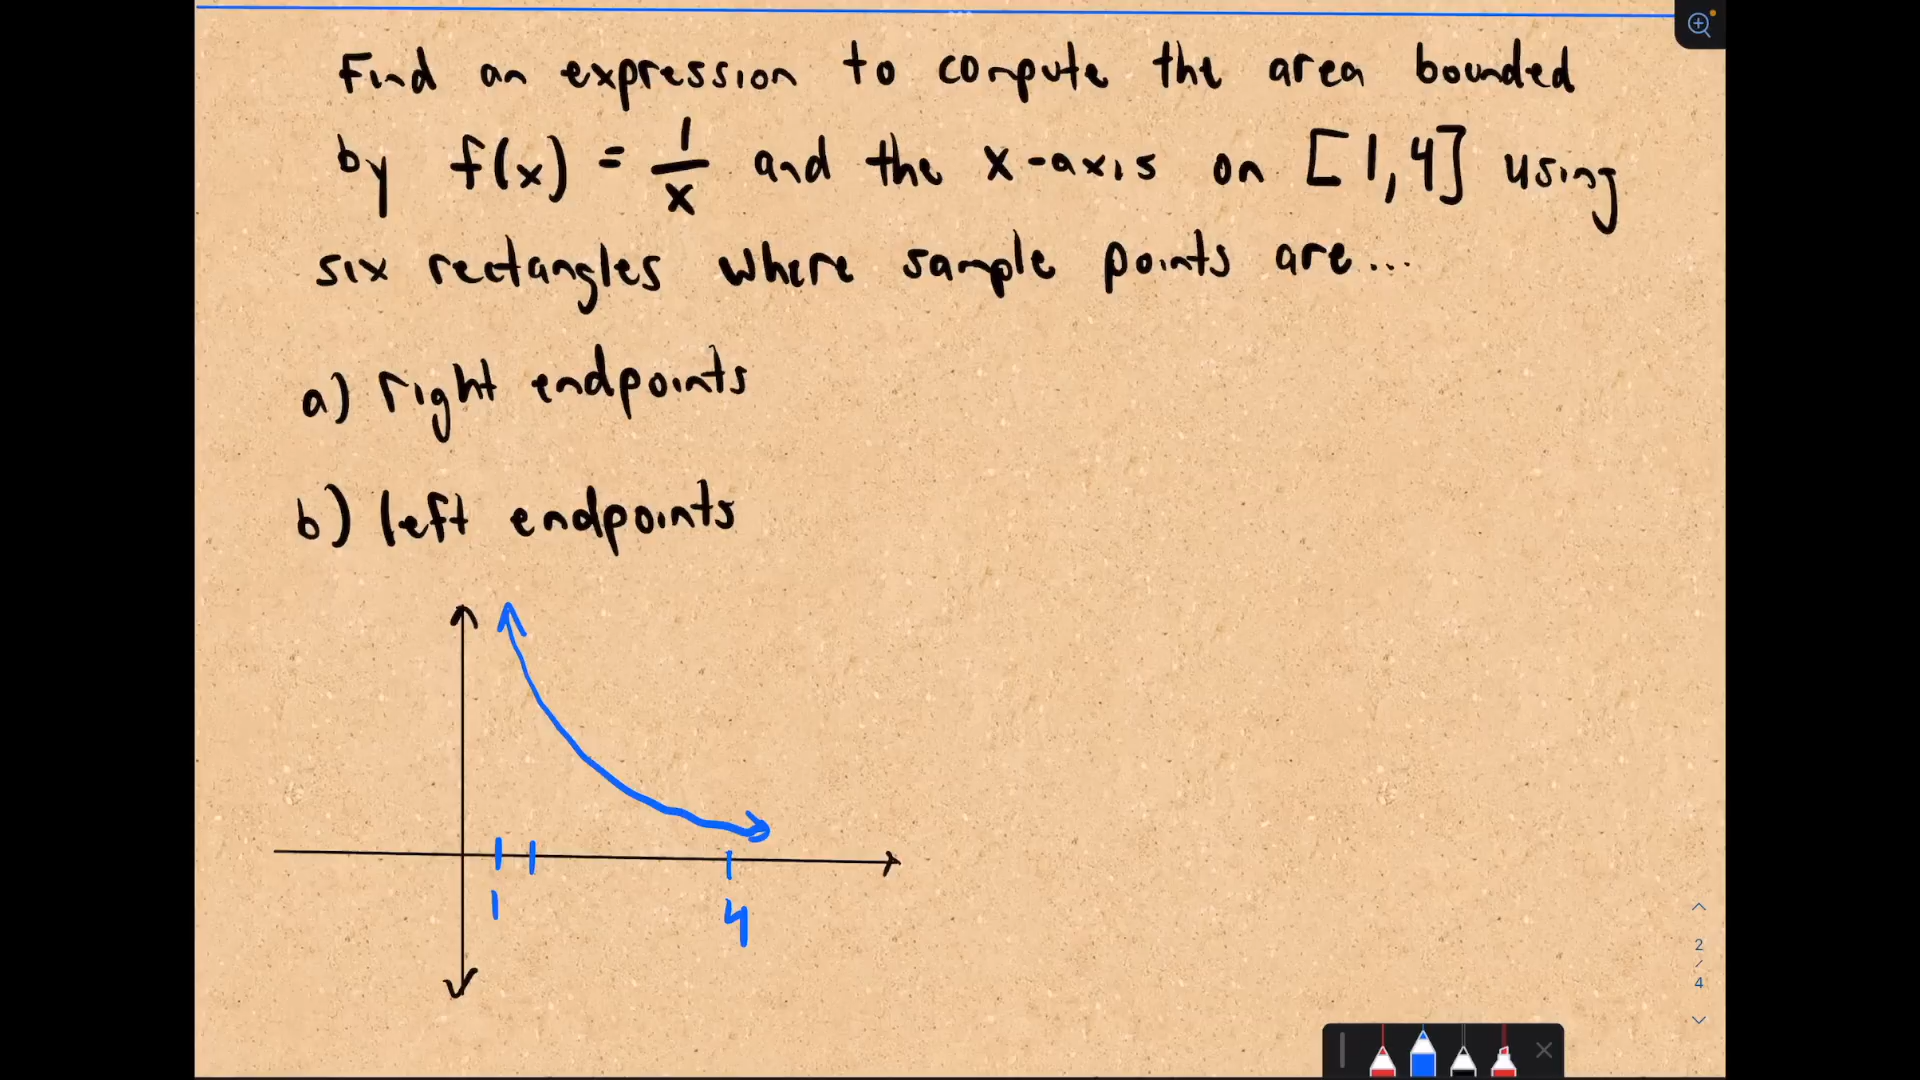 Find an expression to compute the area bounded
by f(x) = 1/x and the x-axis on [1,4] using
six rectangles where sample points are...
a) right endpoints
b) left endpoints
1
4
2
/
4